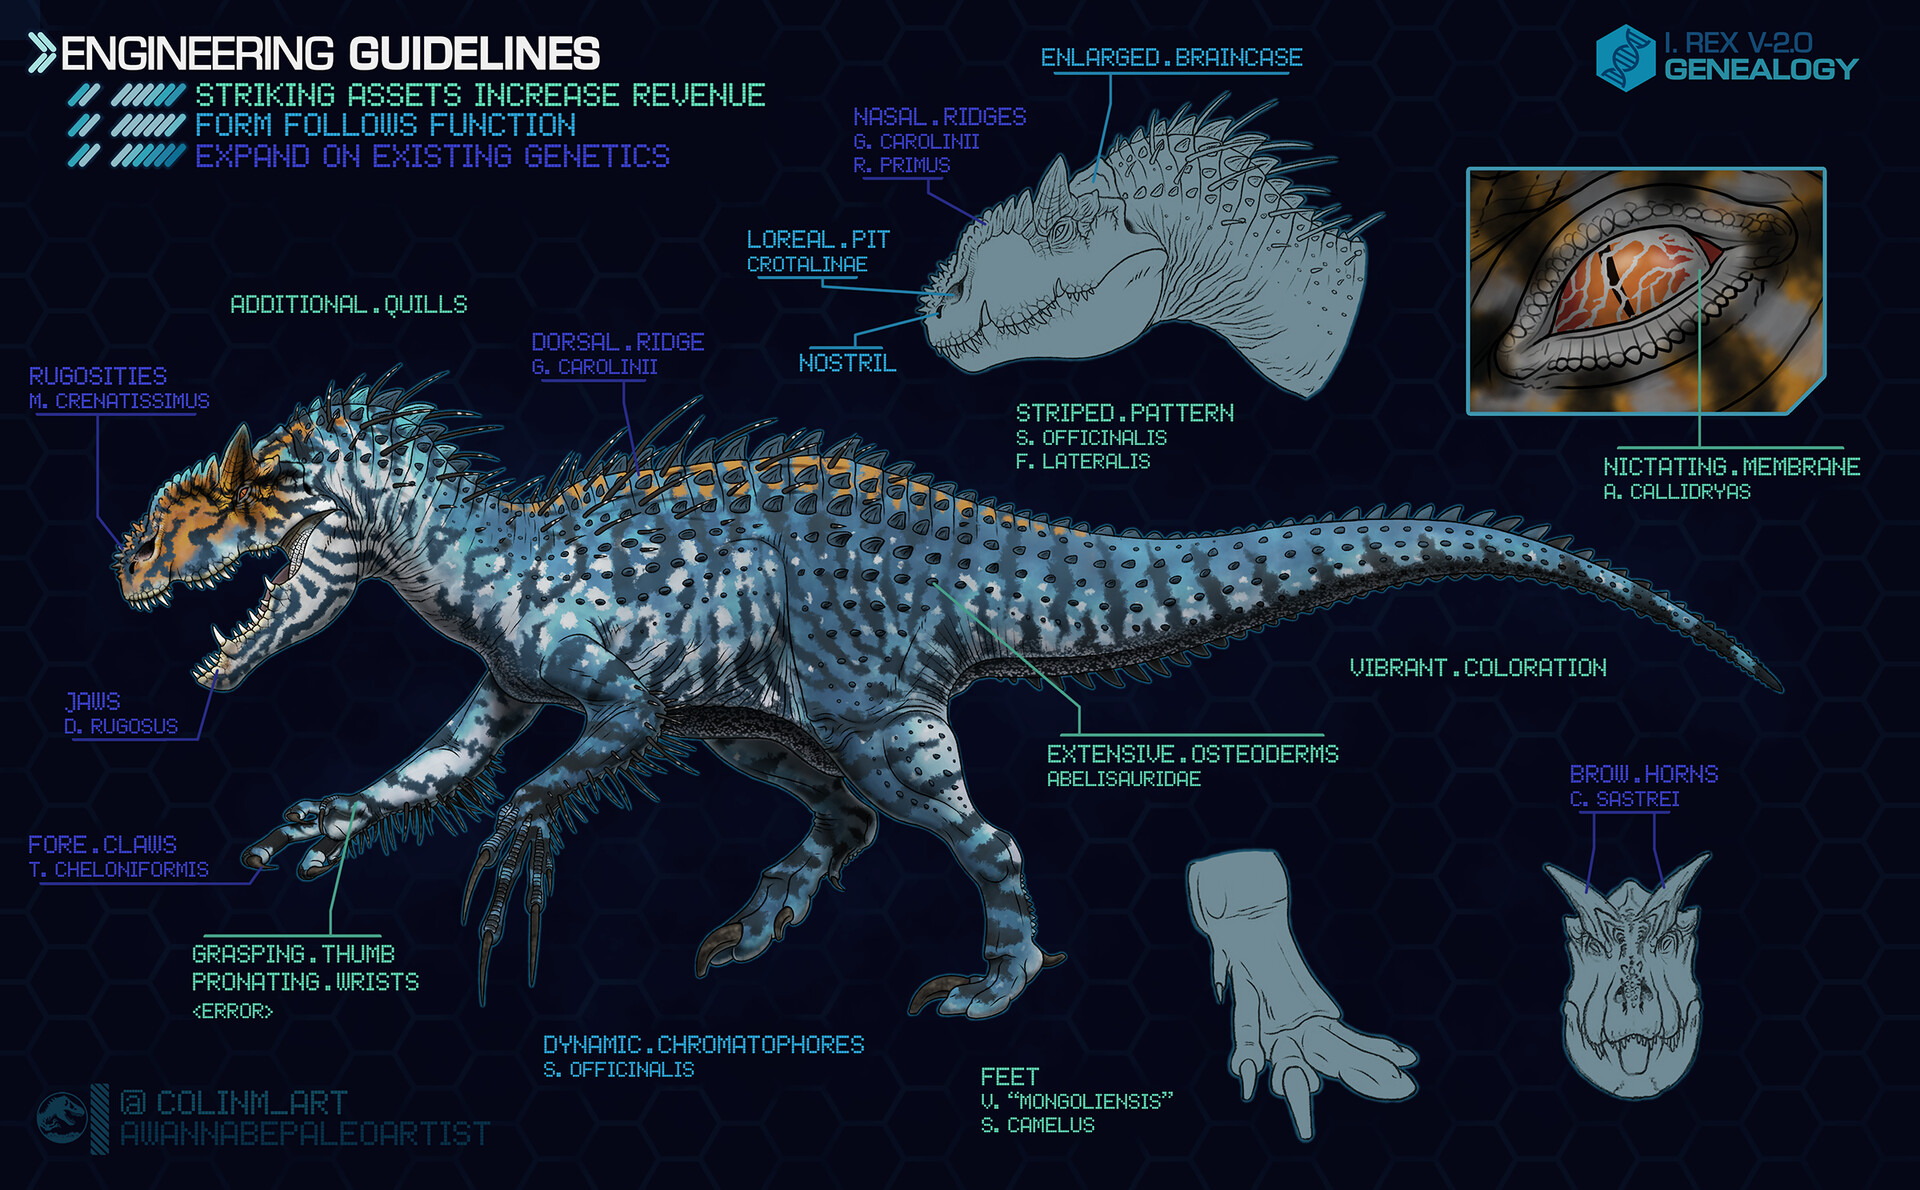 ENGINEERING GUIDELINES
STRIKING ASSETS INCREASE REVENUE
FORM FOLLOWS FUNCTION
EXPAND ON EXISTING GENETICS
I. REX V-2.0
GENEALOGY
ENLARGED.BRAINCASE
NASAL.RIDGES
G. CAROLINII
R. PRIMUS
LOREAL.PIT
CROTALINAE
NOSTRIL
ADDITIONAL.QUILLS
DORSAL.RIDGE
G. CAROLINII
RUGOSITIES
M. CRENATISSIMUS
STRIPED.PATTERN
S. OFFICINALIS
F. LATERALIS
NICTATING.MEMBRANE
A. CALLIDRYAS
JAWS
D. RUGOSUS
VIBRANT.COLORATION
EXTENSIVE.OSTEODERMS
ABELISAURIDAE
BROW.HORNS
C. SASTREI
FORE.CLAWS
T. CHELONIFORMIS
GRASPING.THUMB
PRONATING.WRISTS
<ERROR>
DYNAMIC.CHROMATOPHORES
S. OFFICINALIS
FEET
V. “MONGOLIENSIS”
S. CAMELUS
@ COLINM_ART
AWANNABEPALEOARTIST